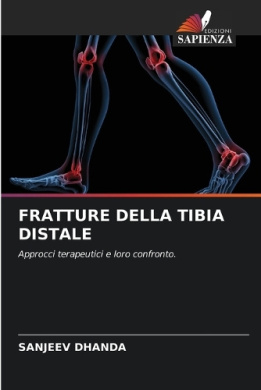 EDIZIONI
SAPIENZA
FRATTURE DELLA TIBIA
DISTALE
Approcci terapeutici e loro confronto.
SANJEEV DHANDA